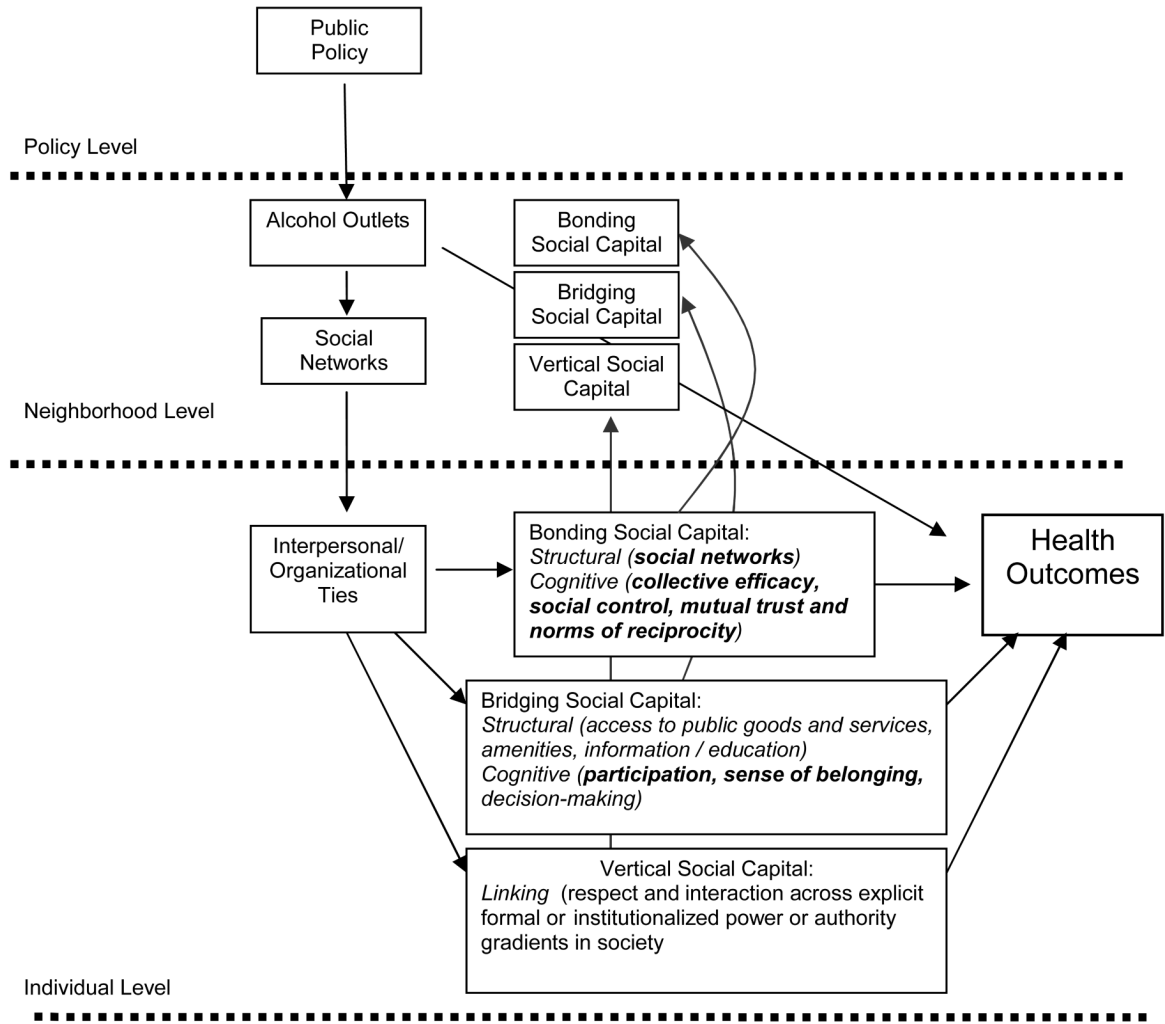 Public
Policy
Policy Level
Alcohol Outlets
Bonding
Social Capital
Bridging
Social Capital
Social
Networks
Vertical Social
Capital
Neighborhood Level
Interpersonal/
Organizational
Ties
Bonding Social Capital:
Structural (social networks)
Cognitive (collective efficacy,
social control, mutual trust and
norms of reciprocity)
Health
Outcomes
Bridging Social Capital:
Structural (access to public goods and services,
amenities, information / education)
Cognitive (participation, sense of belonging,
decision-making)
Vertical Social Capital:
Linking (respect and interaction across explicit
formal or institutionalized power or authority
gradients in society
Individual Level